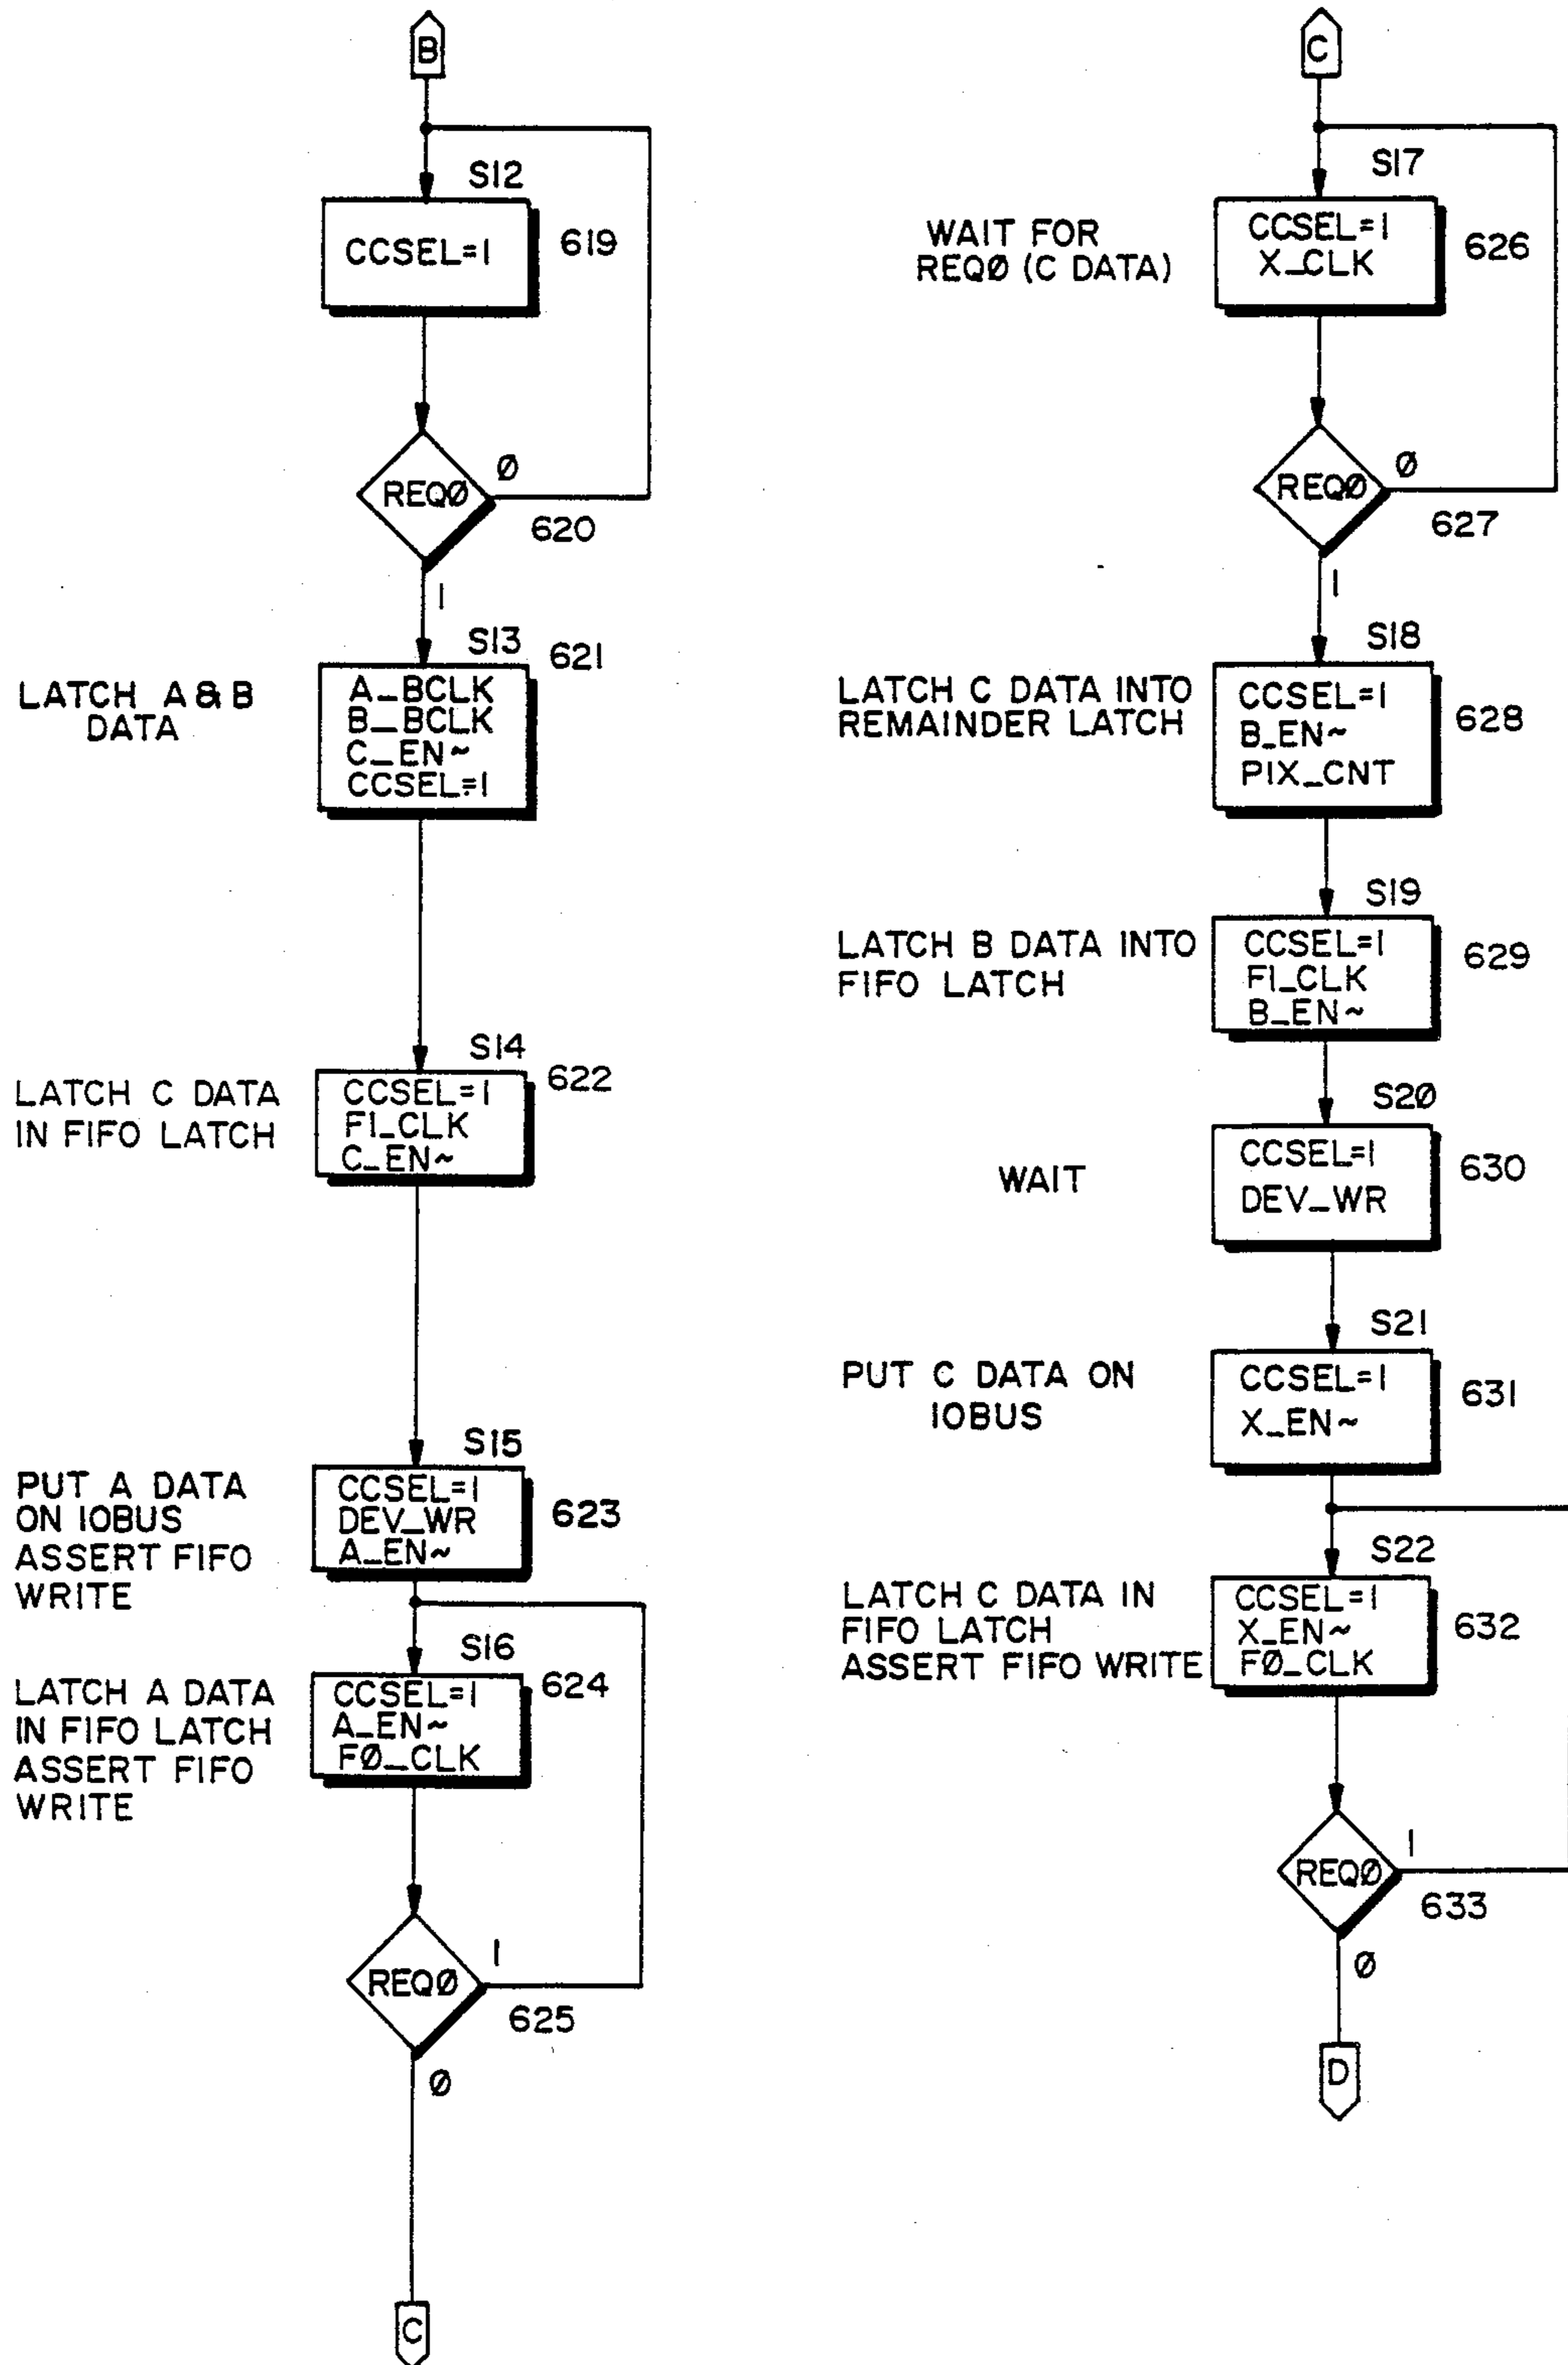 B
S12
CCSEL=1
619
REQØ
Ø
620
1
S13
621
LATCH A & B
DATA
A_BCLK
B_BCLK
C_EN~
CCSEL=1
S14
622
LATCH C DATA
IN FIFO LATCH
CCSEL=1
F1_CLK
C_EN~
S15
PUT A DATA
ON IOBUS
ASSERT FIFO
WRITE
CCSEL=1
DEV_WR
A_EN~
623
S16
624
LATCH A DATA
IN FIFO LATCH
ASSERT FIFO
WRITE
CCSEL=1
A_EN~
FØ_CLK
REQØ
1
625
Ø
C
C
S17
WAIT FOR
REQØ (C DATA)
CCSEL=1
X_CLK
626
REQØ
Ø
627
1
S18
LATCH C DATA INTO
REMAINDER LATCH
CCSEL=1
B_EN~
PIX_CNT
628
S19
LATCH B DATA INTO
FIFO LATCH
CCSEL=1
F1_CLK
B_EN~
629
S20
WAIT
CCSEL=1
DEV_WR
630
S21
PUT C DATA ON
IOBUS
CCSEL=1
X_EN~
631
S22
LATCH C DATA IN
FIFO LATCH
ASSERT FIFO WRITE
CCSEL=1
X_EN~
FØ_CLK
632
REQØ
1
633
Ø
D